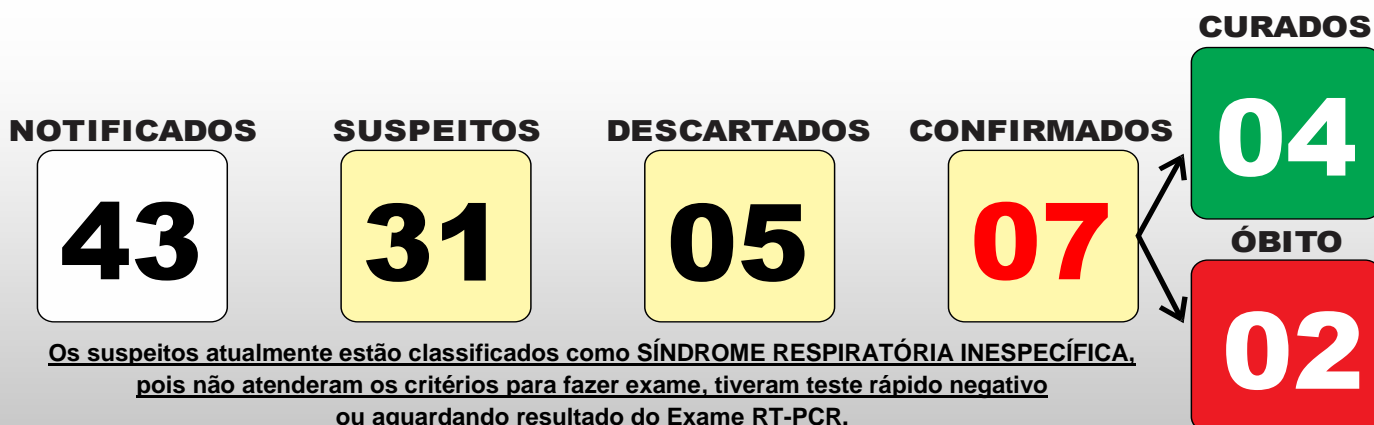 CURADOS
04
NOTIFICADOS
43
SUSPEITOS
31
DESCARTADOS
05
CONFIRMADOS
07
ÓBITO
02
Os suspeitos atualmente estão classificados como SÍNDROME RESPIRATÓRIA INESPECÍFICA,
pois não atenderam os critérios para fazer exame, tiveram teste rápido negativo
ou aguardando resultado do Exame RT-PCR.